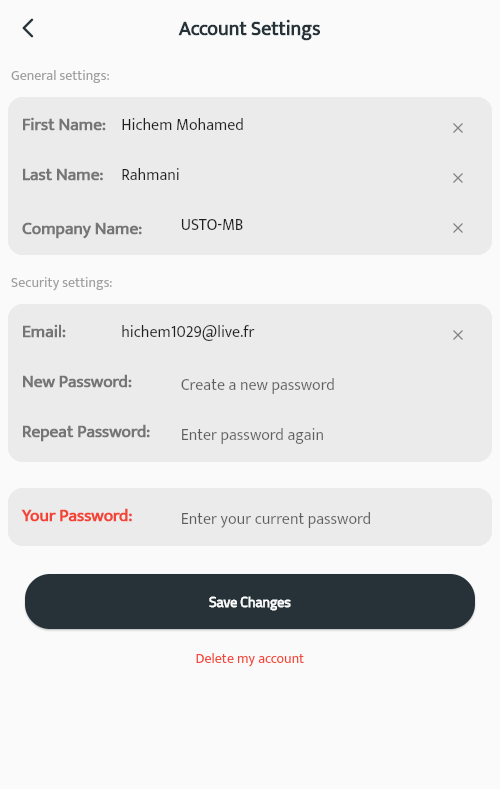 Account Settings
General settings:
First Name: Hichem Mohamed
Last Name: Rahmani
Company Name: USTO-MB
Security settings:
Email: hichem1029@live.fr
New Password: Create a new password
Repeat Password: Enter password again
Your Password: Enter your current password
Save Changes
Delete my account